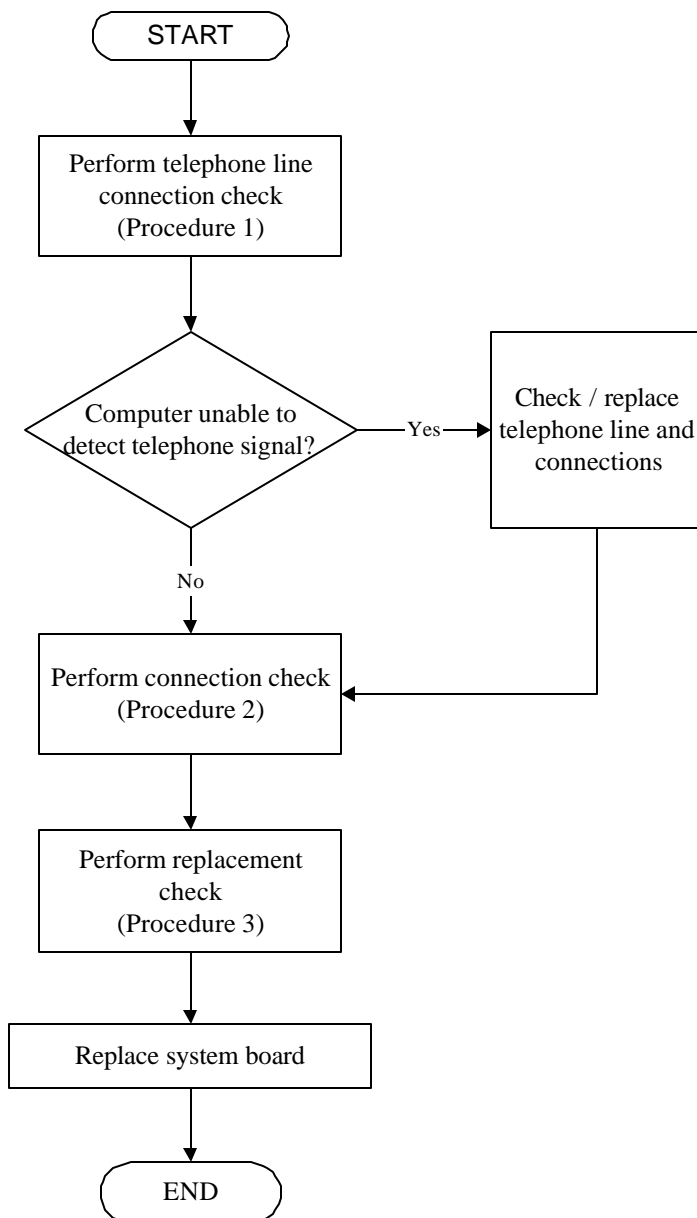 START
Perform telephone line
connection check
(Procedure 1)
Computer unable to
detect telephone signal?
Yes
Check / replace
telephone line and
connections
No
Perform connection check
(Procedure 2)
Perform replacement
check
(Procedure 3)
Replace system board
END